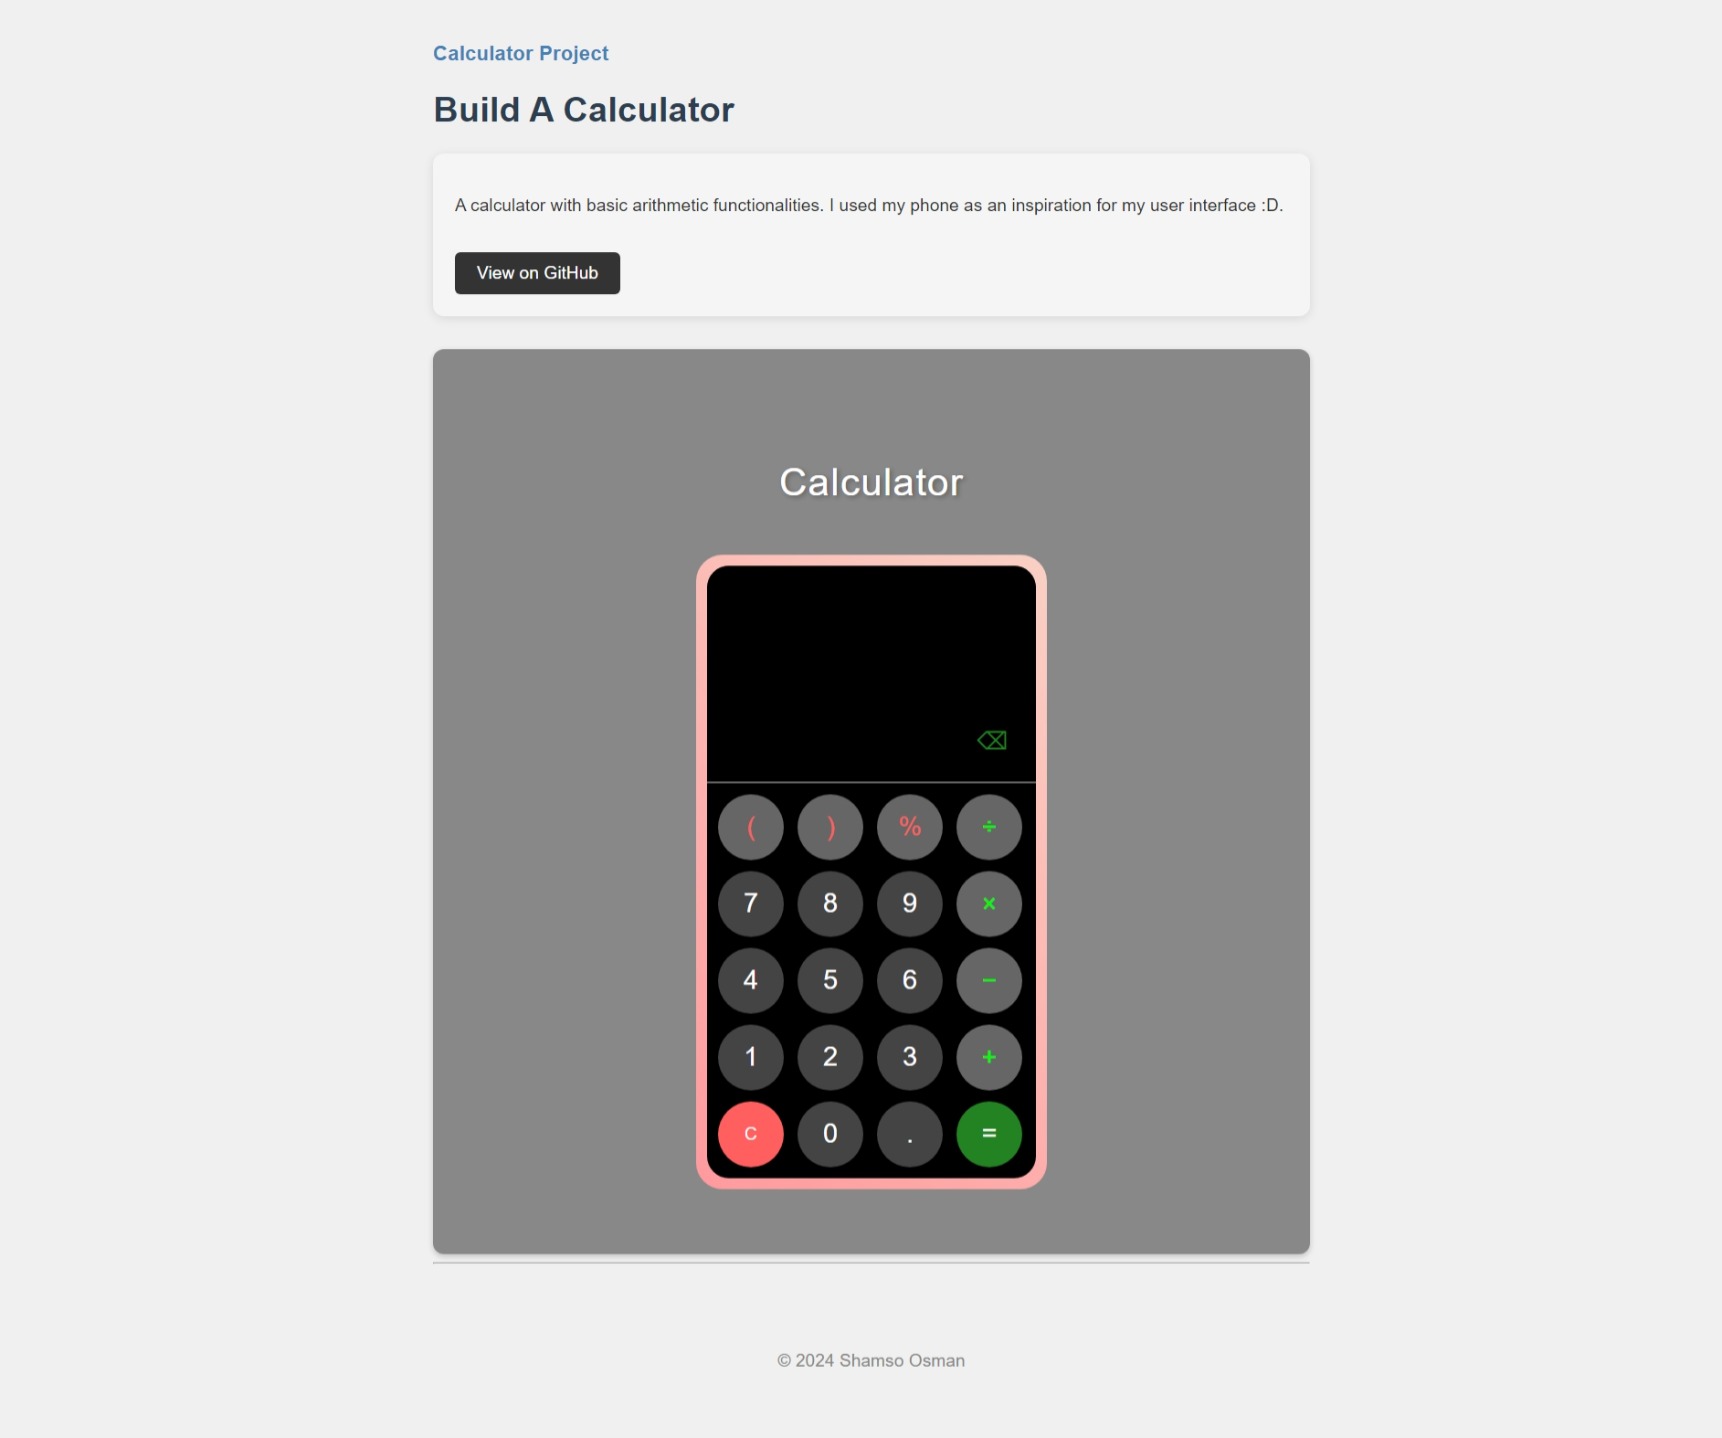 Calculator Project
Build A Calculator
A calculator with basic arithmetic functionalities. I used my phone as an inspiration for my user interface :D.
View on GitHub
Calculator
⌫
( ) % ÷
7 8 9 ×
4 5 6 −
1 2 3 +
C 0 . =
© 2024 Shamso Osman